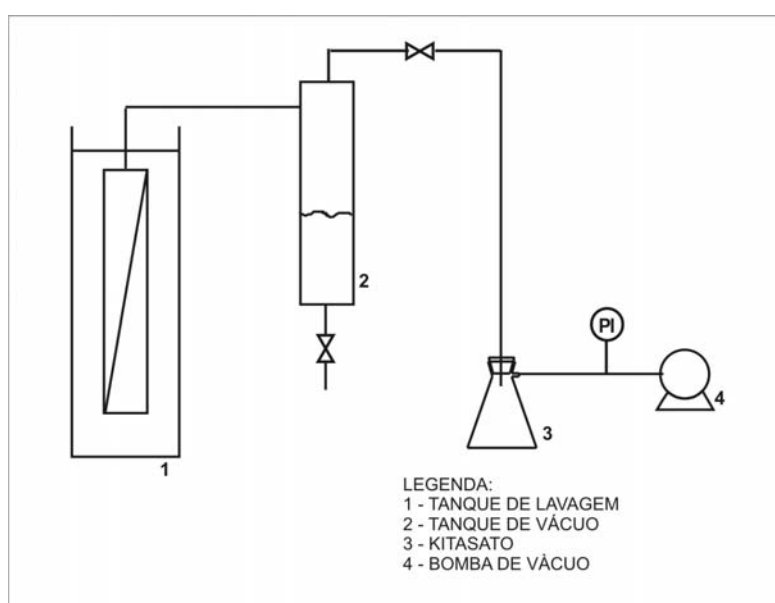 2
PI
4
3
1
LEGENDA:
1 - TANQUE DE LAVAGEM
2 - TANQUE DE VÁCUO
3 - KITASATO
4 - BOMBA DE VÀCUO